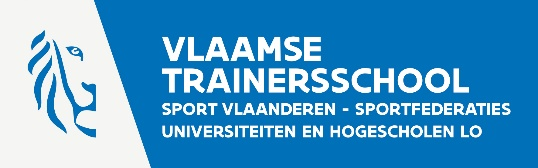 VLAAMSE
TRAINERSSCHOOL
SPORT VLAANDEREN - SPORTFEDERATIES
UNIVERSITEITEN EN HOGESCHOLEN LO